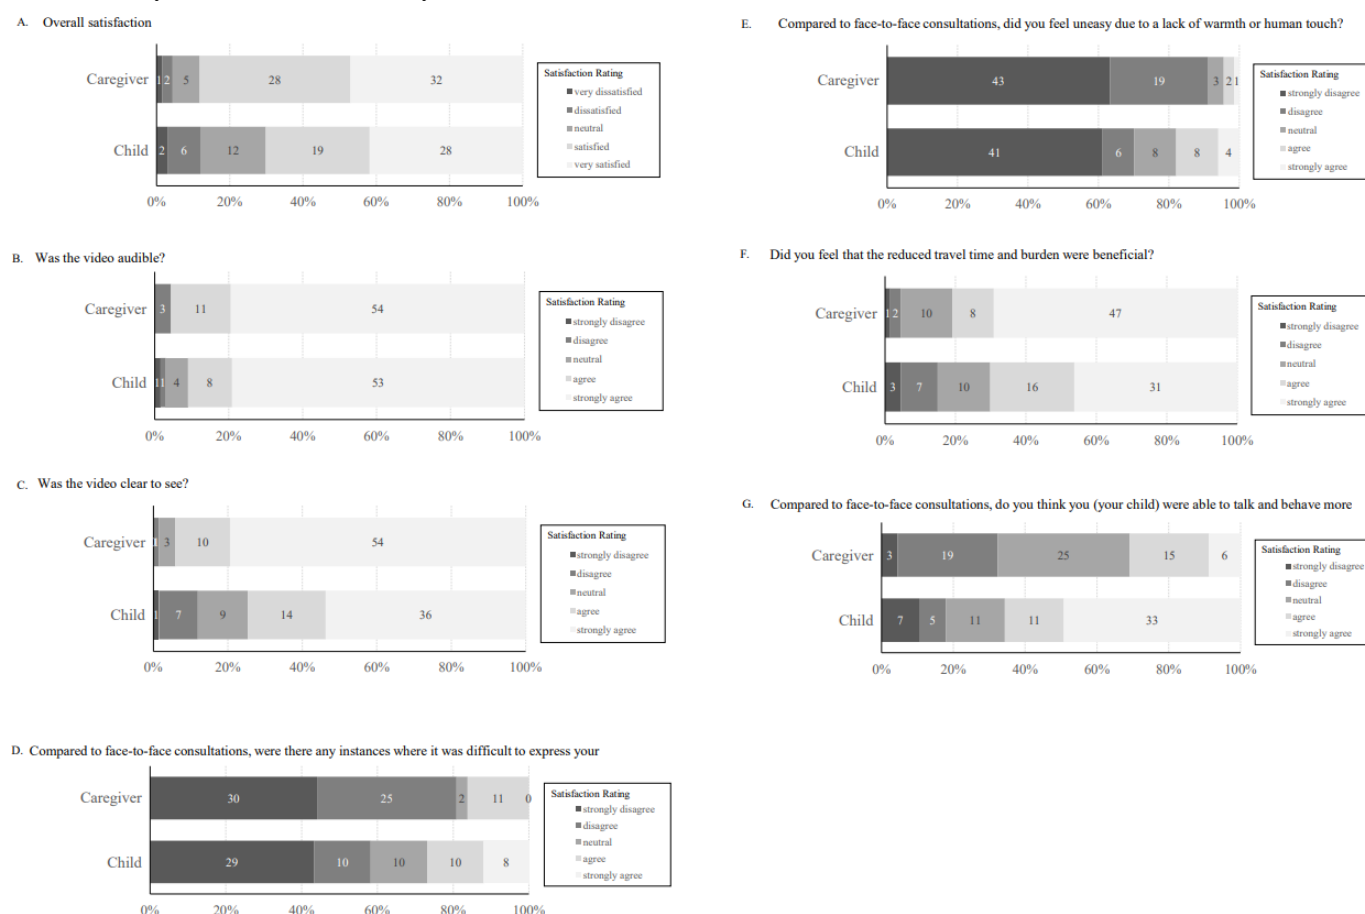 A. Overall satisfaction
Caregiver 1 2 5 28 32
Child 2 6 12 19 28
0% 20% 40% 60% 80% 100%
Satisfaction Rating
very dissatisfied
dissatisfied
neutral
satisfied
very satisfied
B. Was the video audible?
Caregiver 3 11 54
Child 1 1 4 8 53
0% 20% 40% 60% 80% 100%
Satisfaction Rating
strongly disagree
disagree
neutral
agree
strongly agree
C. Was the video clear to see?
Caregiver 1 3 10 54
Child 1 7 9 14 36
0% 20% 40% 60% 80% 100%
Satisfaction Rating
strongly disagree
disagree
neutral
agree
strongly agree
D. Compared to face-to-face consultations, were there any instances where it was difficult to express your
Caregiver 30 25 2 11 0
Child 29 10 10 10 8
0% 20% 40% 60% 80% 100%
Satisfaction Rating
strongly disagree
disagree
neutral
agree
strongly agree
E. Compared to face-to-face consultations, did you feel uneasy due to a lack of warmth or human touch?
Caregiver 43 19 3 2 1
Child 41 6 8 8 4
0% 20% 40% 60% 80% 100%
Satisfaction Rating
strongly disagree
disagree
neutral
agree
strongly agree
F. Did you feel that the reduced travel time and burden were beneficial?
Caregiver 1 2 10 8 47
Child 3 7 10 16 31
0% 20% 40% 60% 80% 100%
Satisfaction Rating
strongly disagree
disagree
neutral
agree
strongly agree
G. Compared to face-to-face consultations, do you think you (your child) were able to talk and behave more
Caregiver 3 19 25 15 6
Child 7 5 11 11 33
0% 20% 40% 60% 80% 100%
Satisfaction Rating
strongly disagree
disagree
neutral
agree
strongly agree